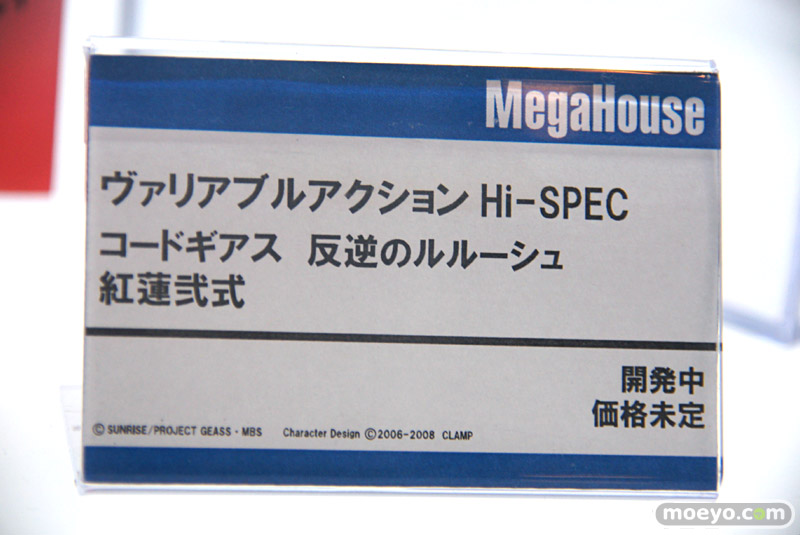 MegaHouse
ヴァリアブルアクション Hi-SPEC
コードギアス 反逆のルルーシュ
紅蓮弐式
開発中
価格未定
©SUNRISE/PROJECT GEASS・MBS Character Design ©2006-2008 CLAMP
moeyo.com